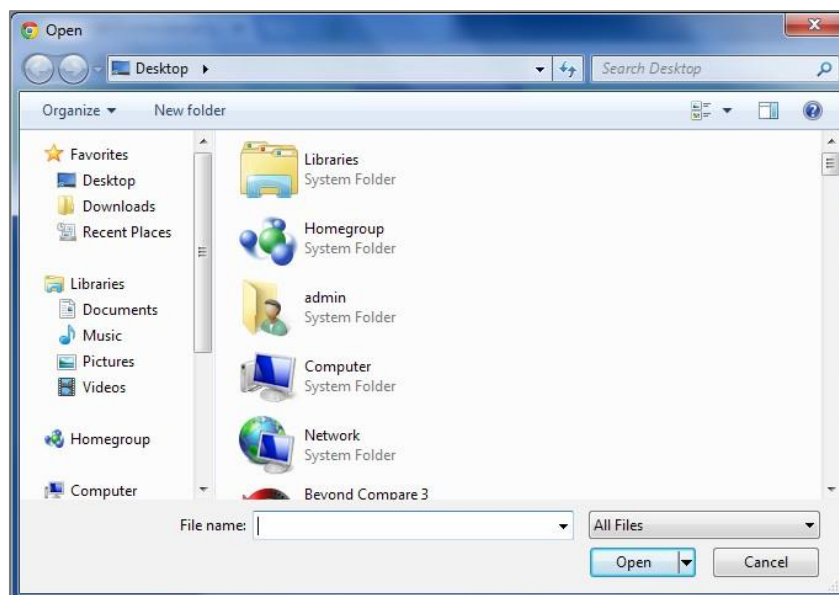 Open
Desktop
Search Desktop
Organize
New folder
Favorites
Desktop
Downloads
Recent Places
Libraries
Documents
Music
Pictures
Videos
Homegroup
Computer
Libraries
System Folder
Homegroup
System Folder
admin
System Folder
Computer
System Folder
Network
System Folder
Beyond Compare 3
File name:
All Files
Open
Cancel